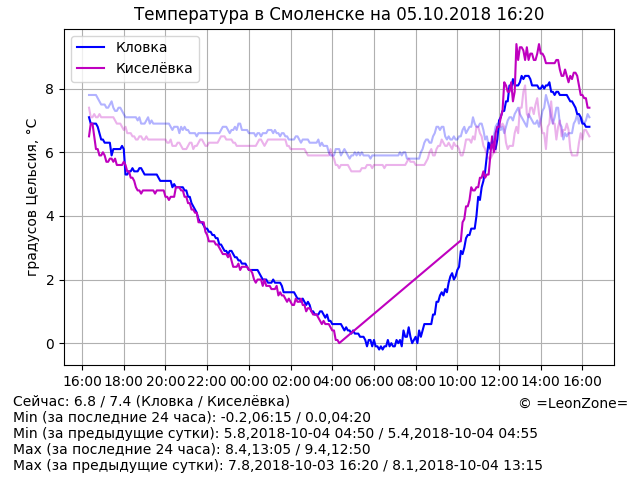 Температура в Смоленске на 05.10.2018 16:20
Кловка
Киселёвка
градусов Цельсия, °C
8
6
4
2
0
16:00 18:00 20:00 22:00 00:00 02:00 04:00 06:00 08:00 10:00 12:00 14:00 16:00
Сейчас: 6.8 / 7.4 (Кловка / Киселёвка)
© =LeonZone=
Min (за последние 24 часа): -0.2,06:15 / 0.0,04:20
Min (за предыдущие сутки): 5.8,2018-10-04 04:50 / 5.4,2018-10-04 04:55
Max (за последние 24 часа): 8.4,13:05 / 9.4,12:50
Max (за предыдущие сутки): 7.8,2018-10-03 16:20 / 8.1,2018-10-04 13:15